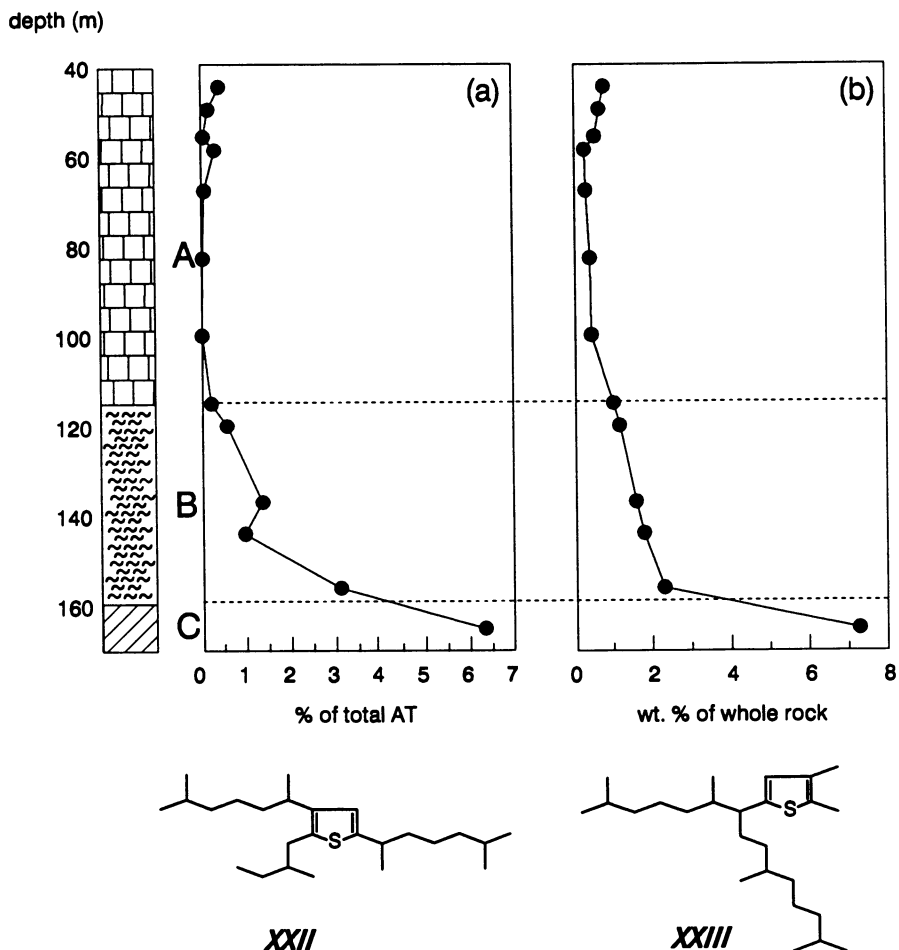 depth (m)
40
60
80
100
120
140
160
A
B
C
(a)
(b)
0 1 2 3 4 5 6 7
0 2 4 6 8
% of total AT
wt. % of whole rock
S
S
XXII
XXIII